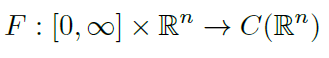 F : [0, ∞] × ℝⁿ → C(ℝⁿ)